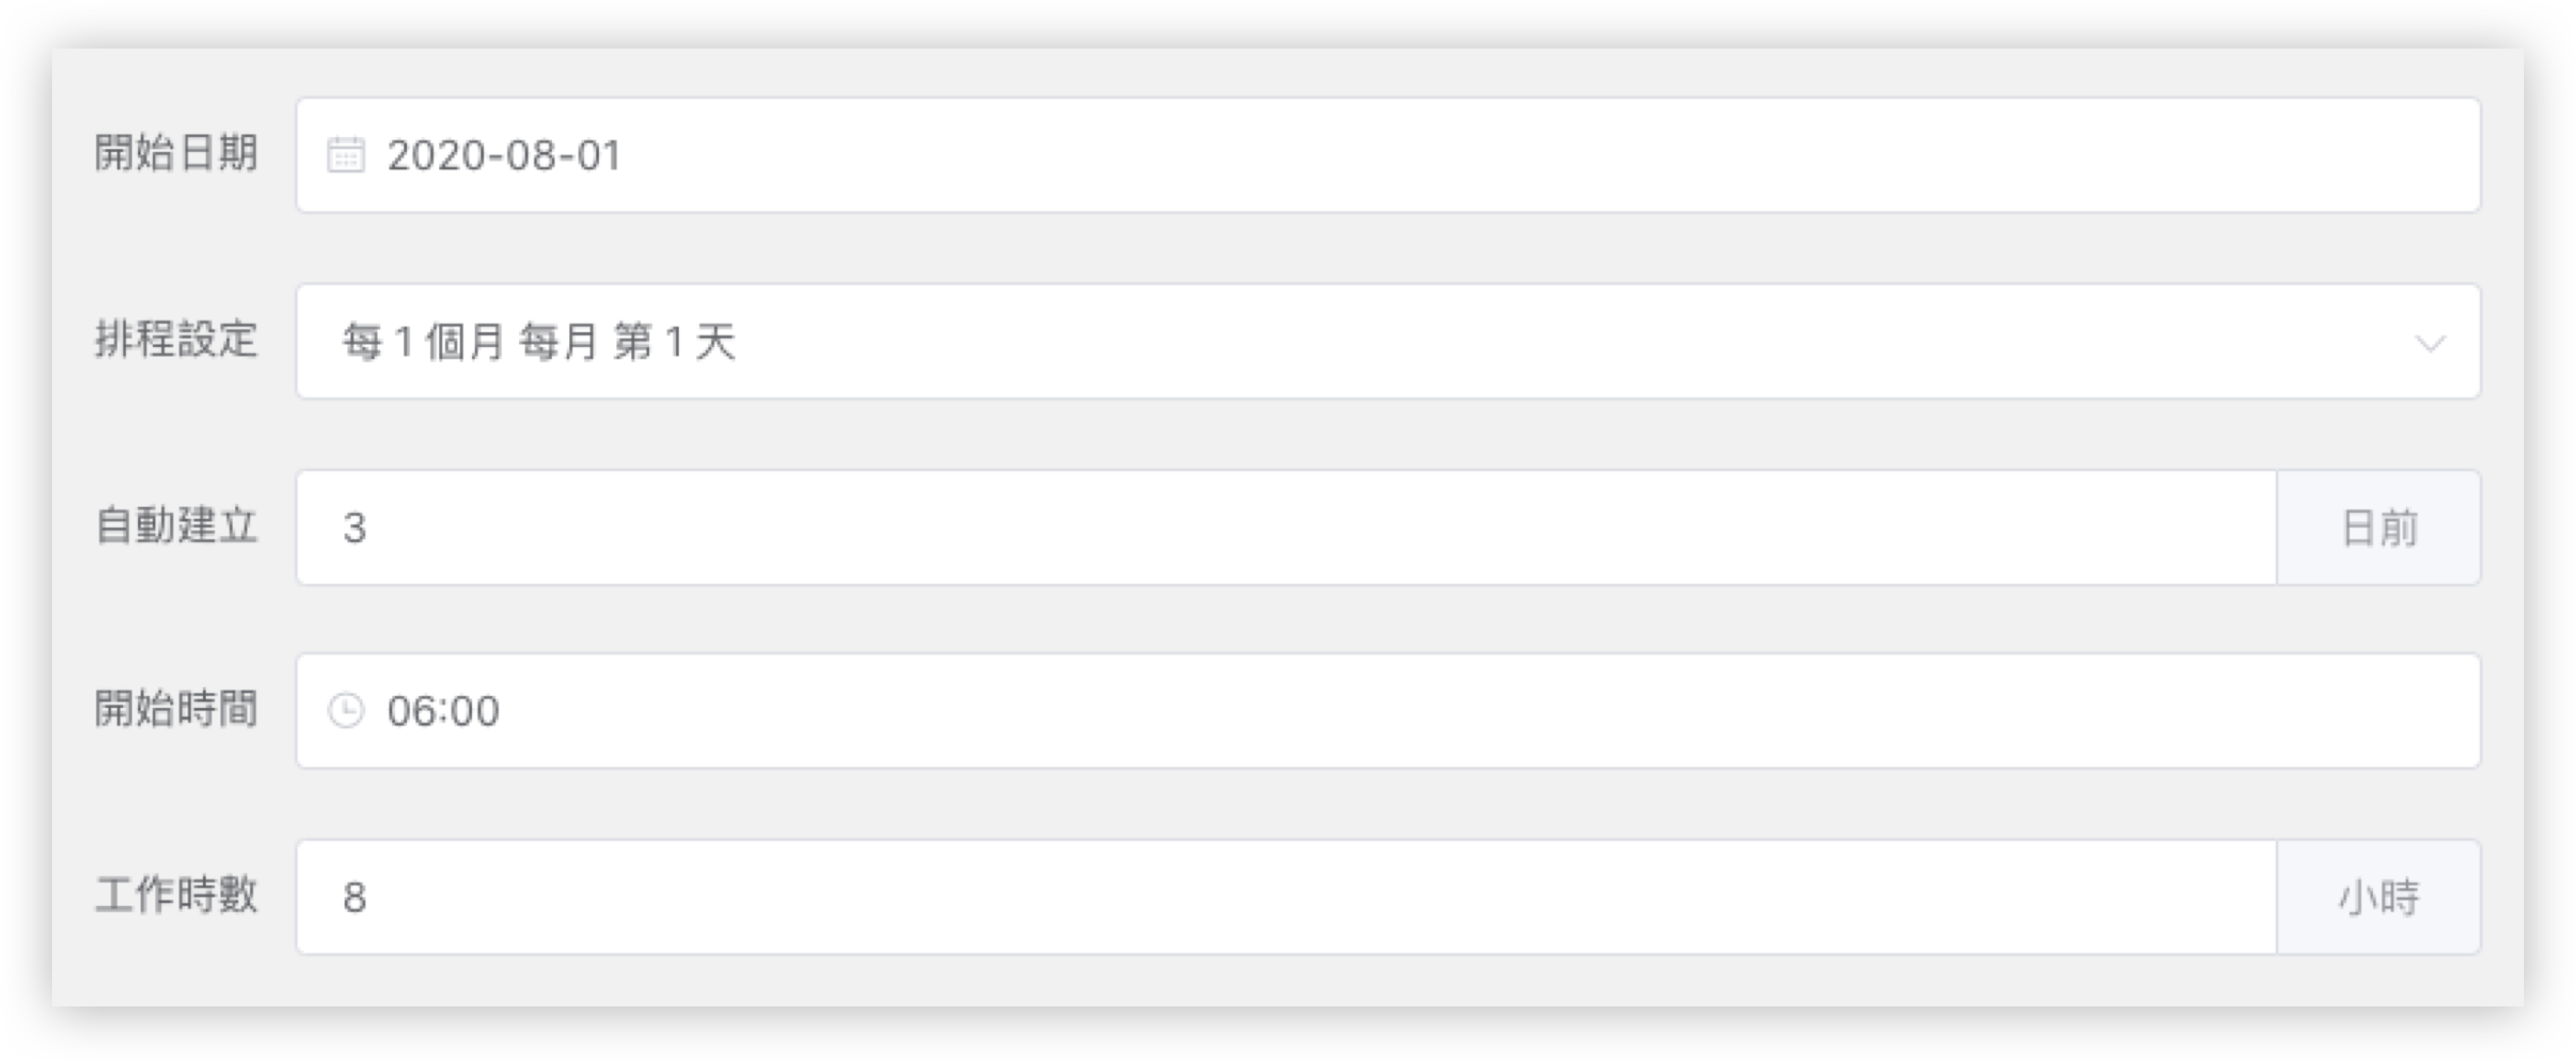 開始日期 2020-08-01
排程設定 每 1 個月 每月 第 1 天
自動建立 3 日前
開始時間 06:00
工作時數 8 小時